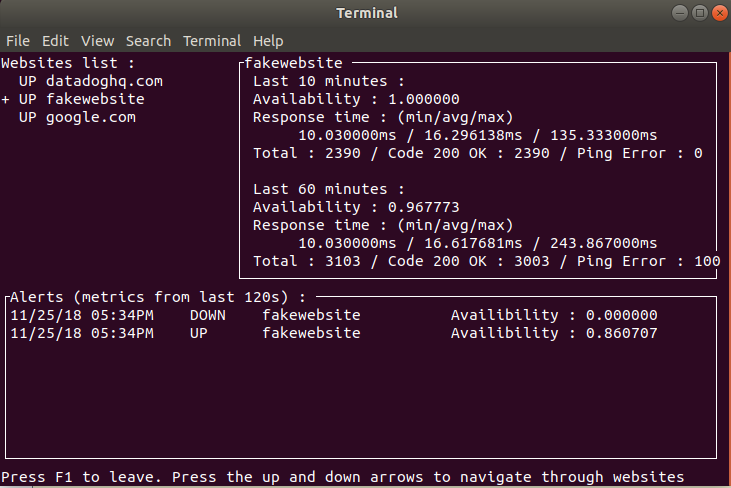 Terminal
File Edit View Search Terminal Help
Websites list :
UP datadoghq.com
+ UP fakewebsite
UP google.com
fakewebsite
Last 10 minutes :
Availability : 1.000000
Response time : (min/avg/max)
10.030000ms / 16.296138ms / 135.333000ms
Total : 2390 / Code 200 OK : 2390 / Ping Error : 0
Last 60 minutes :
Availability : 0.967773
Response time : (min/avg/max)
10.030000ms / 16.617681ms / 243.867000ms
Total : 3103 / Code 200 OK : 3003 / Ping Error : 100
Alerts (metrics from last 120s) :
11/25/18 05:34PM DOWN fakewebsite Availibility : 0.000000
11/25/18 05:34PM UP fakewebsite Availibility : 0.860707
Press F1 to leave. Press the up and down arrows to navigate through websites